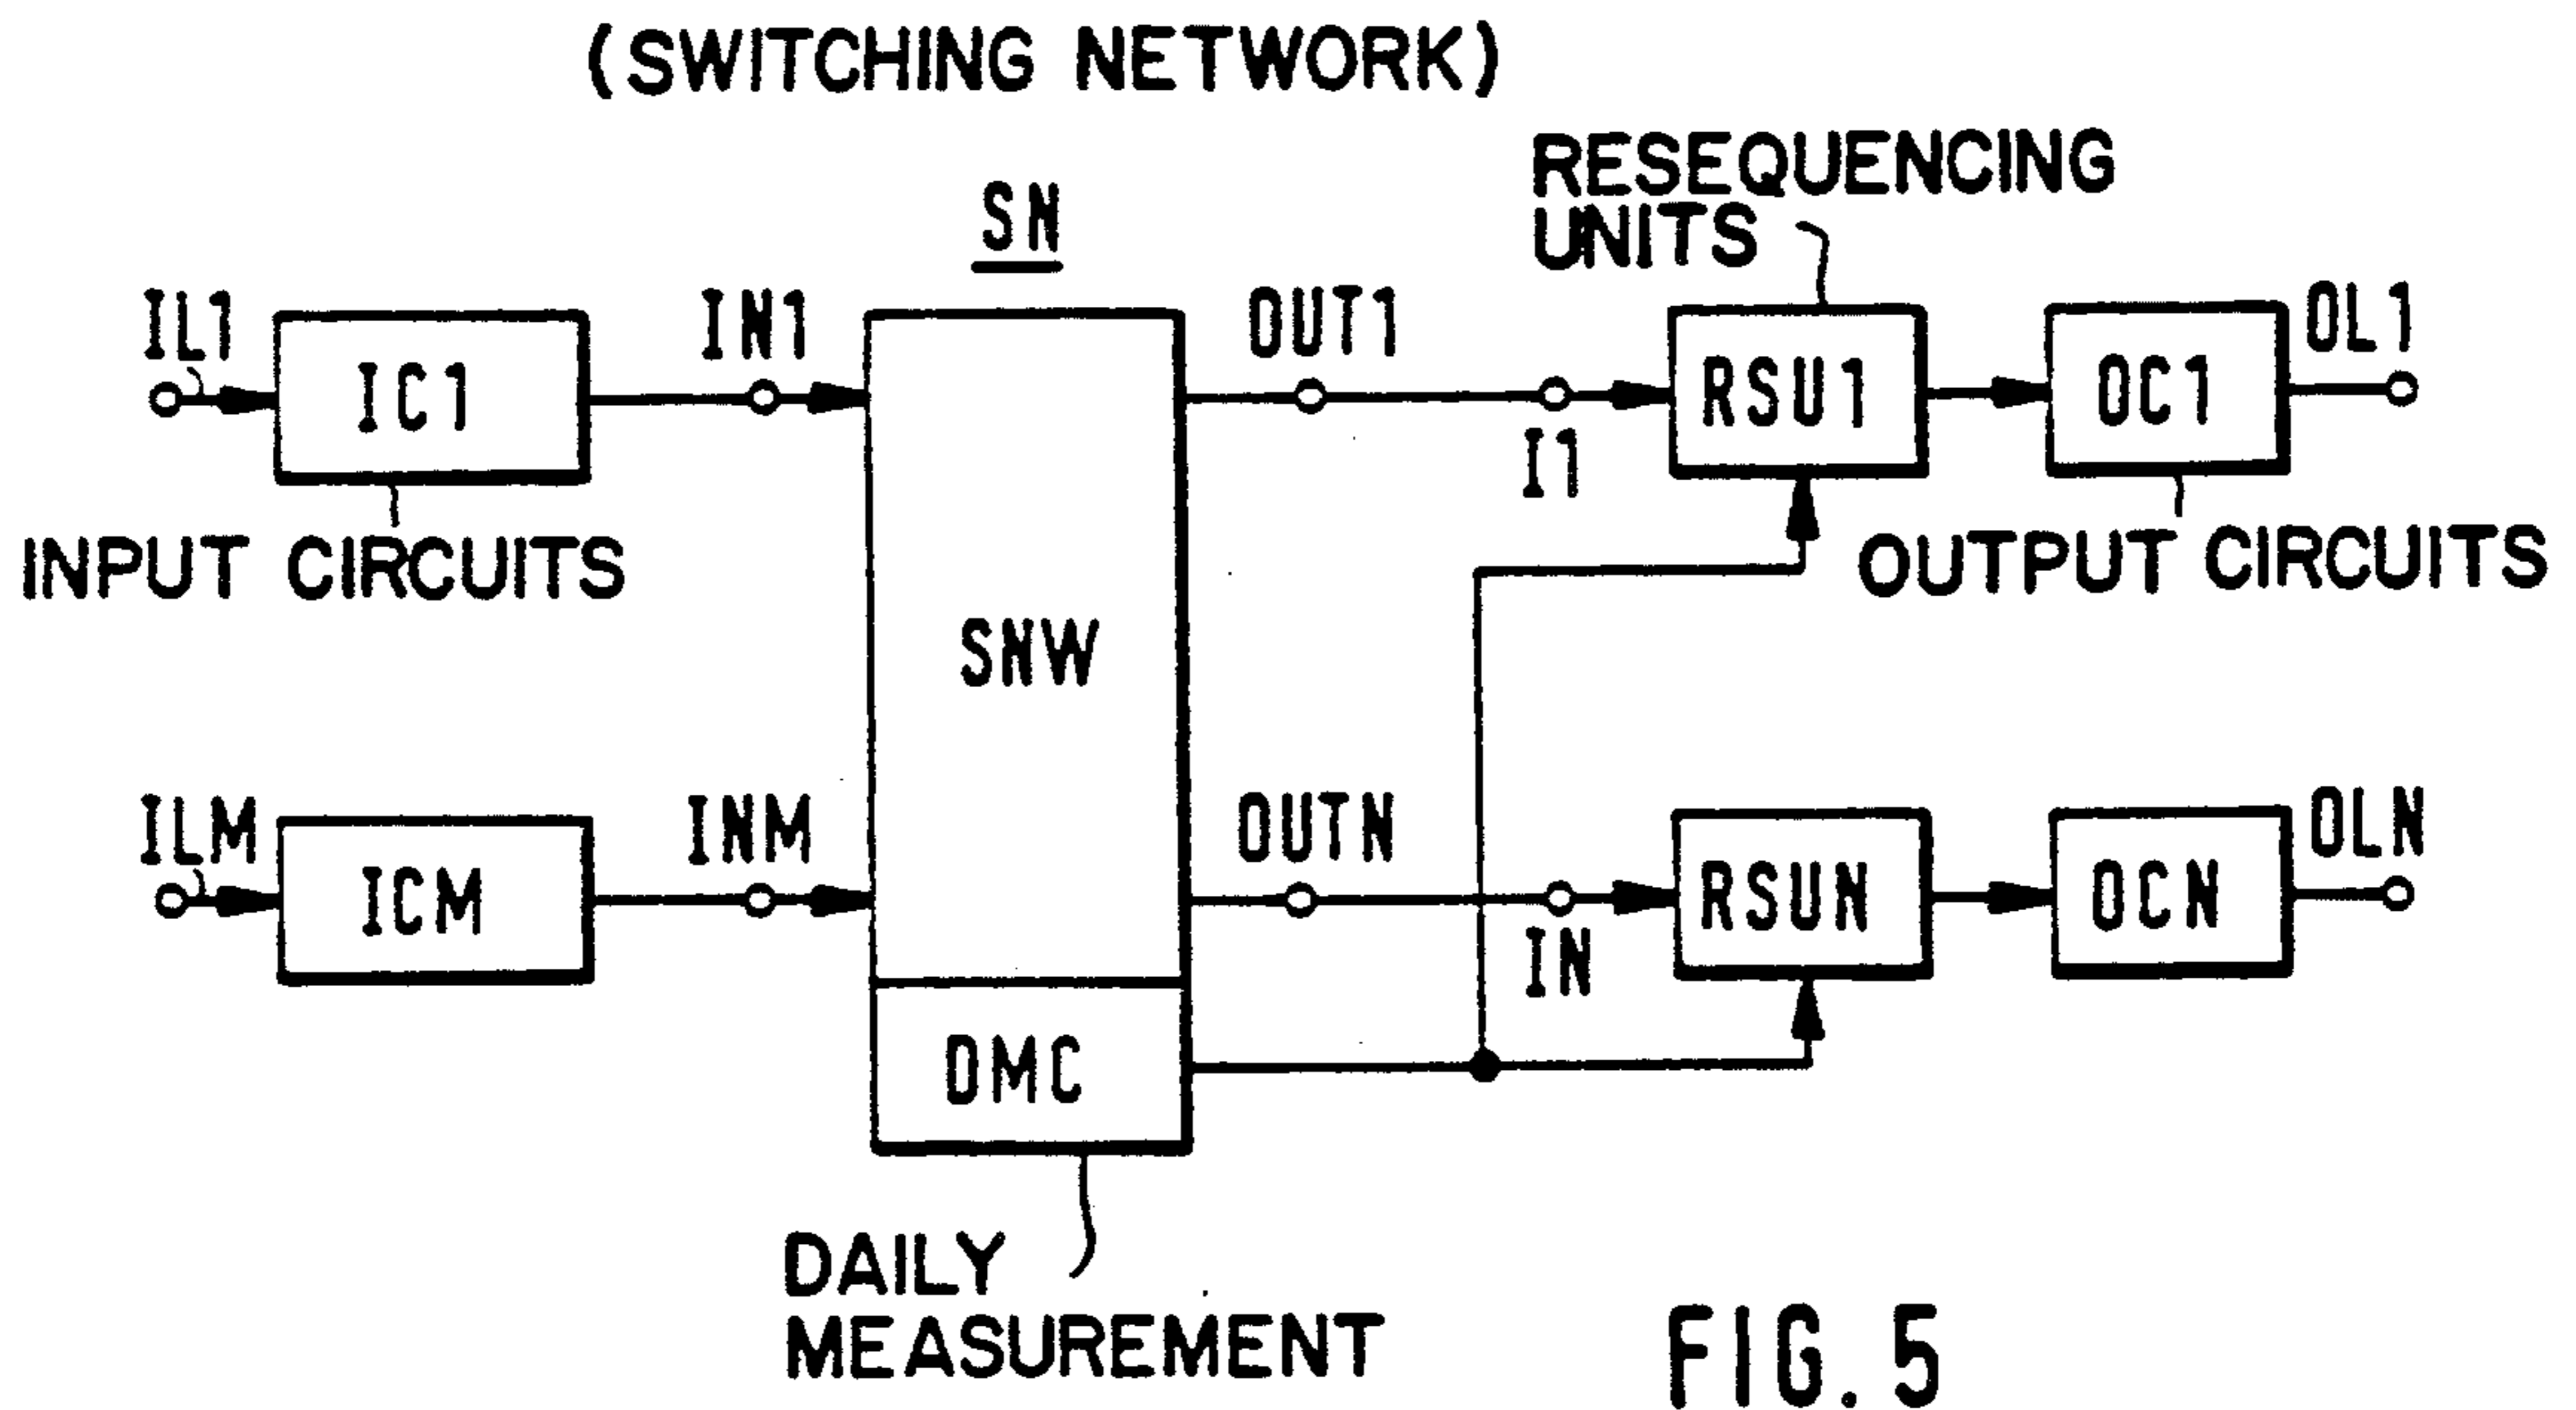 (SWITCHING NETWORK)
SN
RESEQUENCING
UNITS
IL1
IC1
IN1
OUT1
I1
RSU1
OC1
OL1
INPUT CIRCUITS
OUTPUT CIRCUITS
SNW
ILM
ICM
INM
OUTN
IN
RSUN
OCN
OLN
DMC
DAILY
MEASUREMENT
FIG. 5